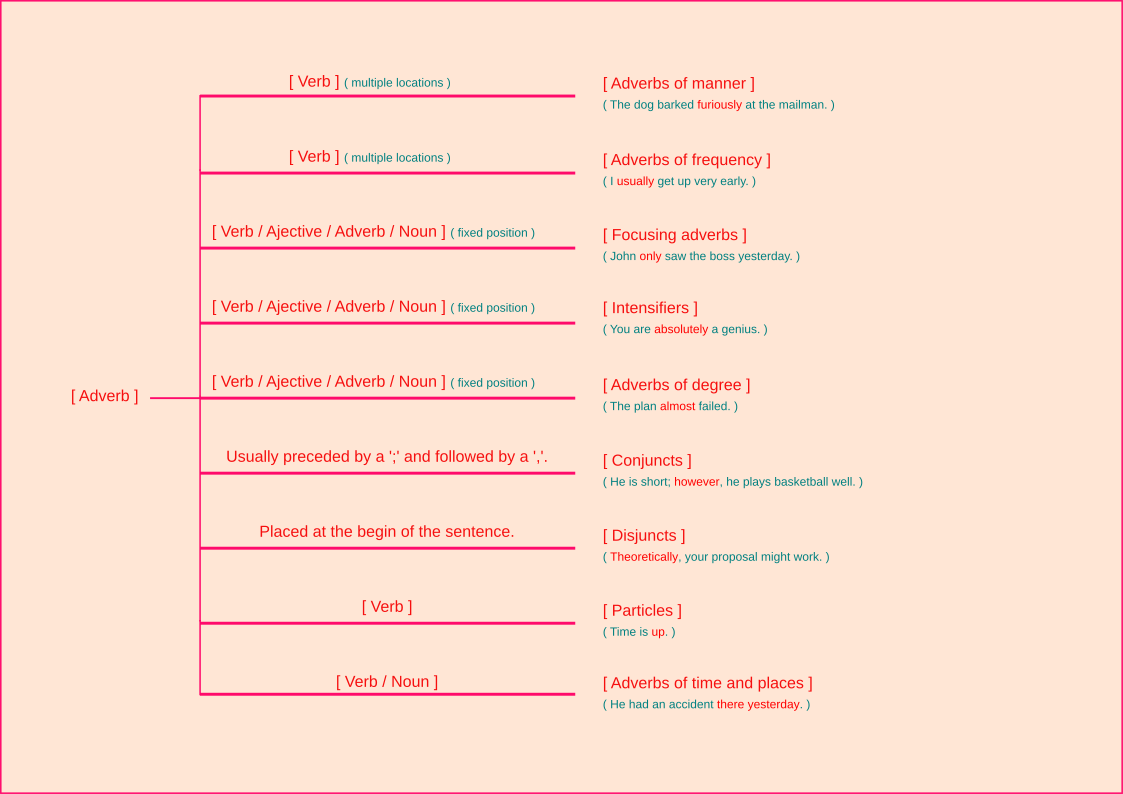 [ Verb ] ( multiple locations )
[ Adverbs of manner ]
( The dog barked furiously at the mailman. )
[ Verb ] ( multiple locations )
[ Adverbs of frequency ]
( I usually get up very early. )
[ Verb / Ajective / Adverb / Noun ] ( fixed position )
[ Focusing adverbs ]
( John only saw the boss yesterday. )
[ Verb / Ajective / Adverb / Noun ] ( fixed position )
[ Intensifiers ]
( You are absolutely a genius. )
[ Verb / Ajective / Adverb / Noun ] ( fixed position )
[ Adverbs of degree ]
( The plan almost failed. )
[ Adverb ]
Usually preceded by a ';' and followed by a ','.
[ Conjuncts ]
( He is short; however, he plays basketball well. )
Placed at the begin of the sentence.
[ Disjuncts ]
( Theoretically, your proposal might work. )
[ Verb ]
[ Particles ]
( Time is up. )
[ Verb / Noun ]
[ Adverbs of time and places ]
( He had an accident there yesterday. )